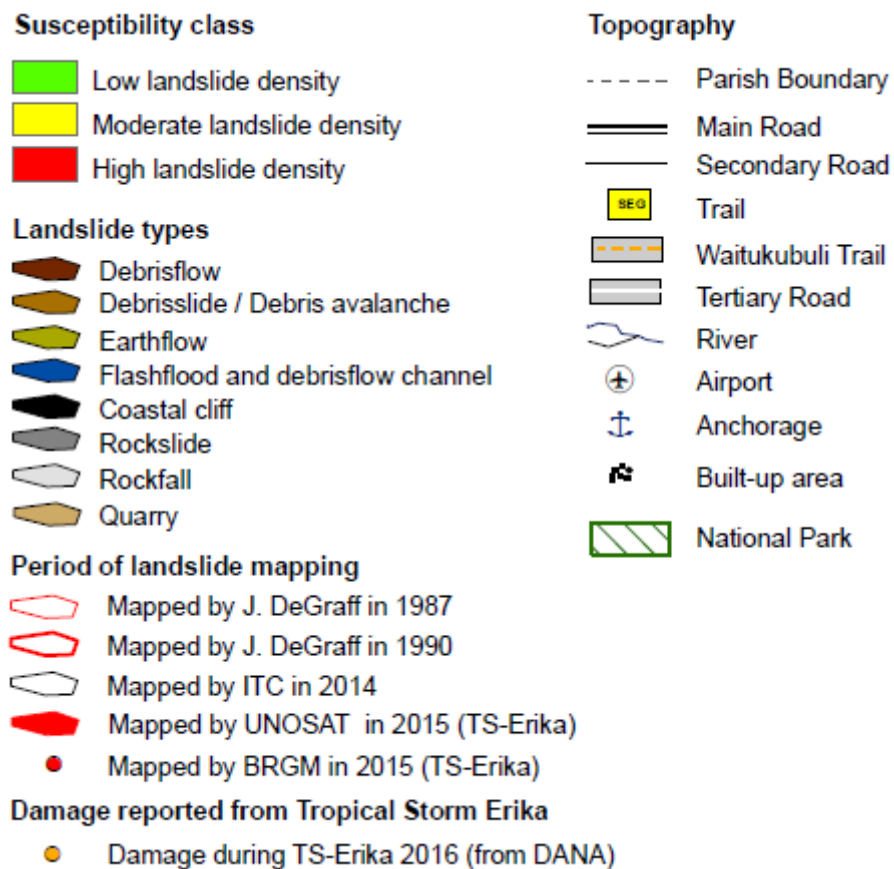 Susceptibility class
Low landslide density
Moderate landslide density
High landslide density
Landslide types
Debrisflow
Debrisslide / Debris avalanche
Earthflow
Flashflood and debrisflow channel
Coastal cliff
Rockslide
Rockfall
Quarry
Period of landslide mapping
Mapped by J. DeGraff in 1987
Mapped by J. DeGraff in 1990
Mapped by ITC in 2014
Mapped by UNOSAT in 2015 (TS-Erika)
Mapped by BRGM in 2015 (TS-Erika)
Damage reported from Tropical Storm Erika
Damage during TS-Erika 2016 (from DANA)
Topography
Parish Boundary
Main Road
Secondary Road
SEG Trail
Waitukubuli Trail
Tertiary Road
River
Airport
Anchorage
Built-up area
National Park